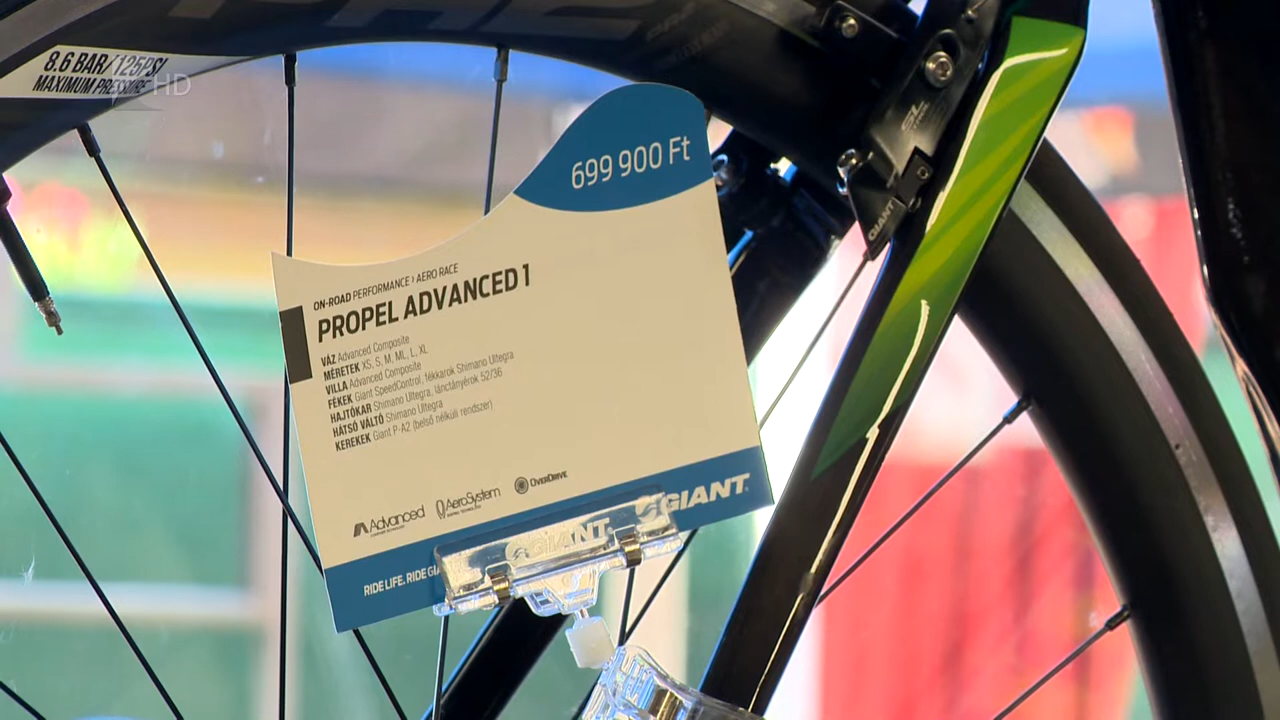 8.6 BAR/125PSI
MAXIMUM PRESSURE
HD
699 900 Ft
ON-ROAD PERFORMANCE › AERO RACE
PROPEL ADVANCED 1
VÁZ Advanced Composite
MÉRETEK XS, S, M, ML, L, XL
VILLA Advanced Composite
FÉKEK Giant SpeedControl, fékkarok Shimano Ultegra
HAJTÓKAR Shimano Ultegra, lánctányérok 52/36
HÁTSÓ VÁLTÓ Shimano Ultegra
KEREKEK Giant P-A2 (belső nélküli rendszer)
Advanced
AeroSystem
OverDrive
GIANT
GIANT
RIDE LIFE. RIDE GIA
SL
GIANT